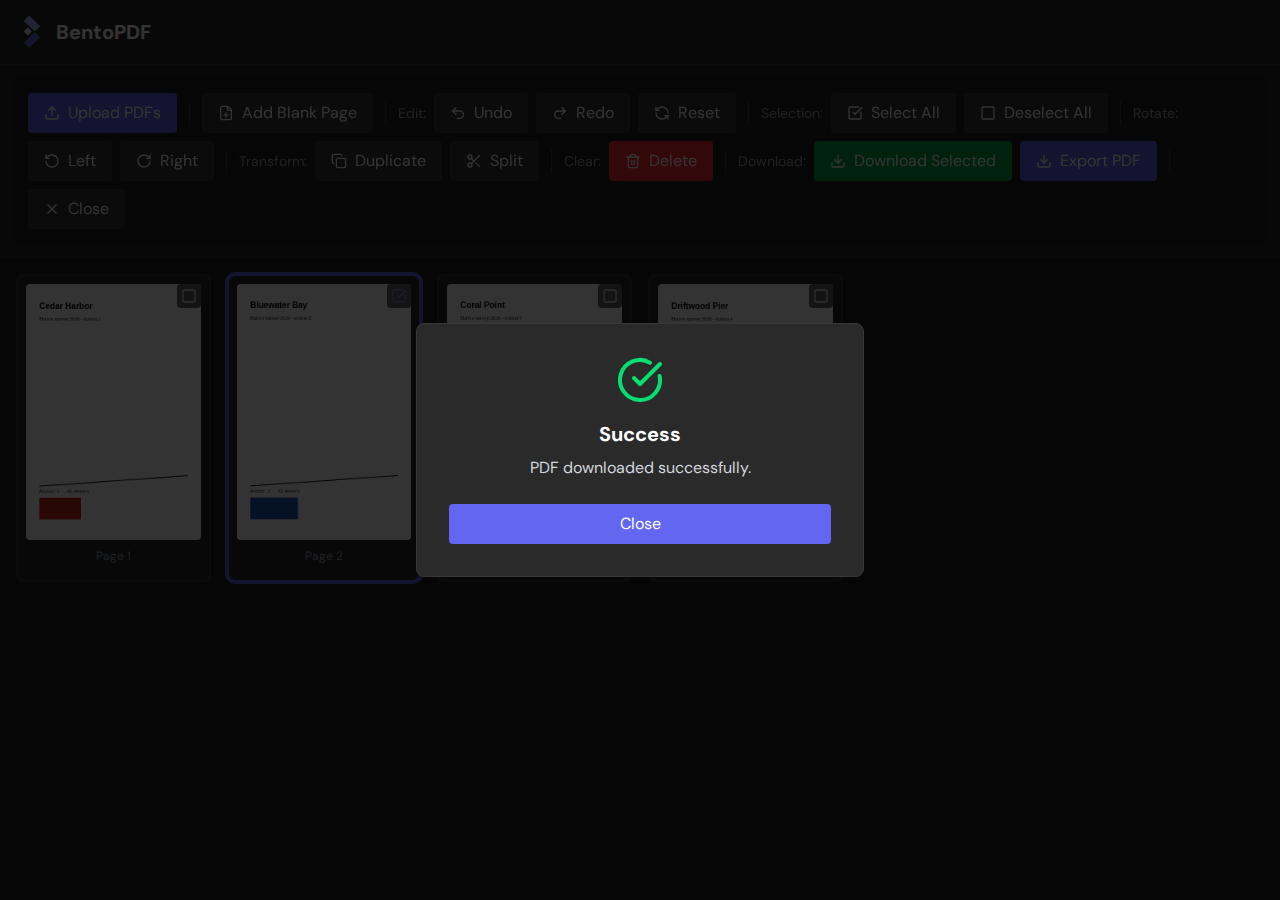 BentoPDF
Upload PDFs Add Blank Page Edit: Undo Redo Reset Selection: Select All Deselect All Rotate:
Left Right Transform: Duplicate Split Clear: Delete Download: Download Selected Export PDF
Close
Cedar Harbor
Bluewater Bay
Coral Point
Driftwood Pier
Success
PDF downloaded successfully.
Close
Page 1
Page 2